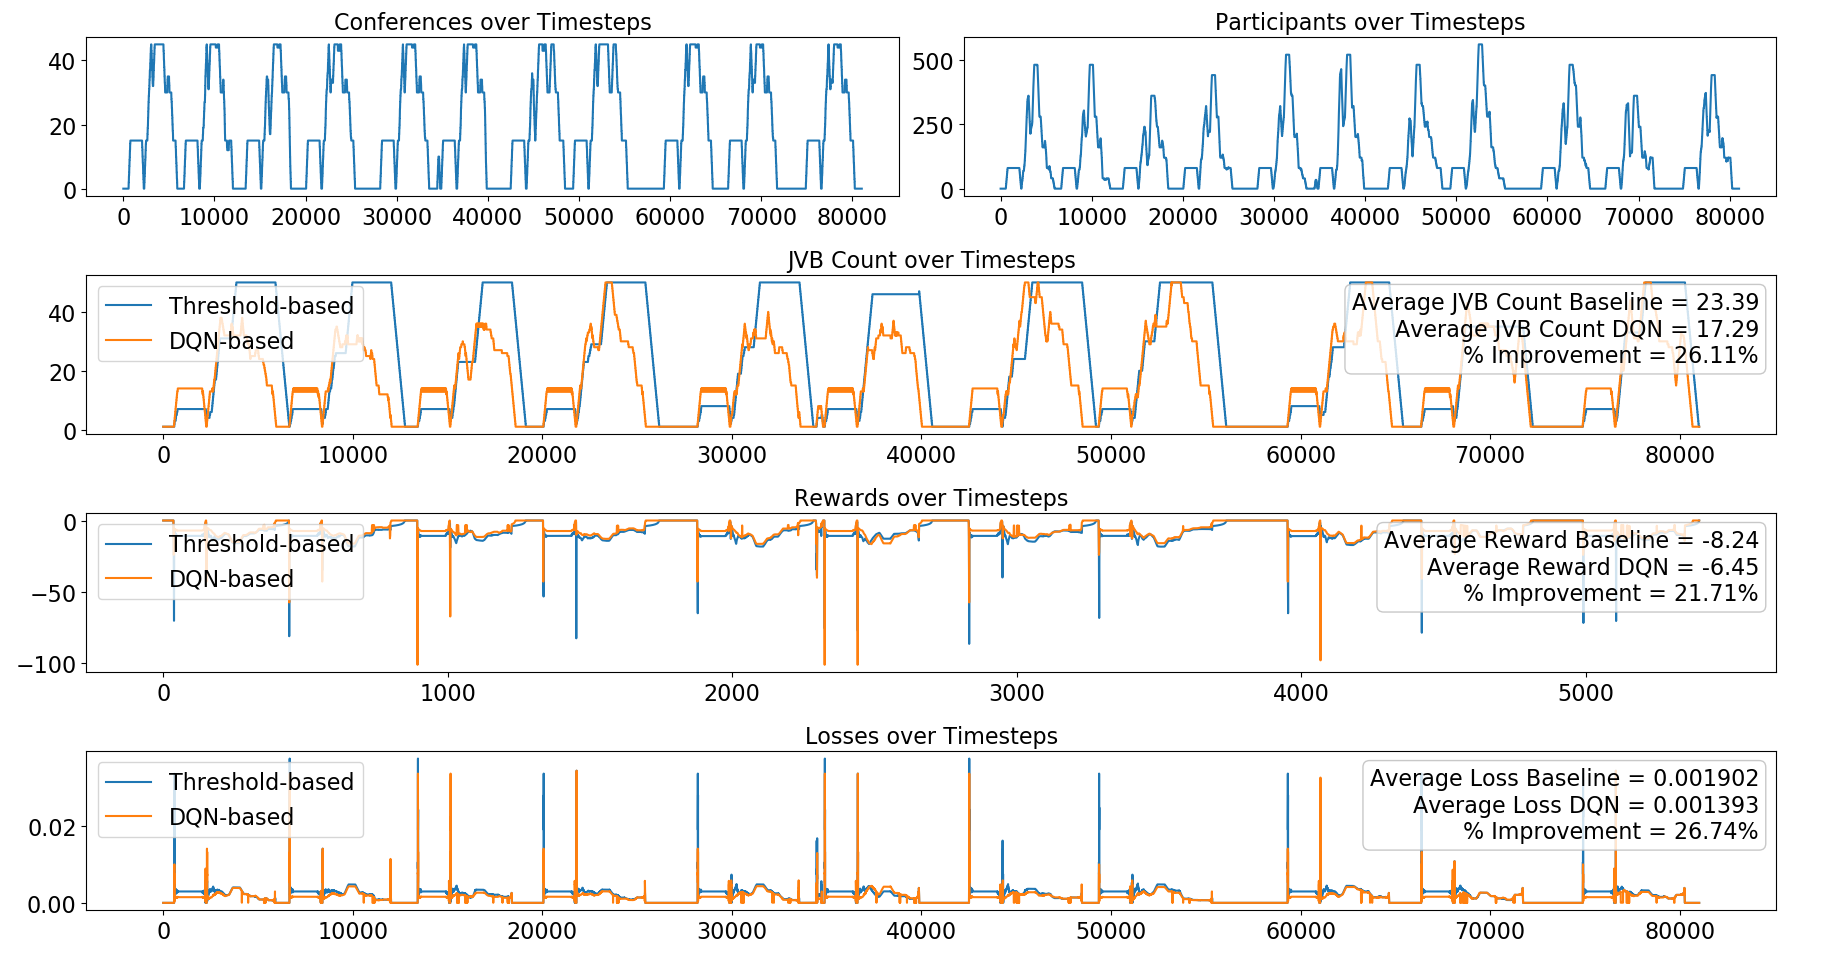 Conferences over Timesteps
40
20
0
0 10000 20000 30000 40000 50000 60000 70000 80000
Participants over Timesteps
500
250
0
0 10000 20000 30000 40000 50000 60000 70000 80000
JVB Count over Timesteps
40
20
0
Threshold-based
DQN-based
Average JVB Count Baseline = 23.39
Average JVB Count DQN = 17.29
% Improvement = 26.11%
0 10000 20000 30000 40000 50000 60000 70000 80000
Rewards over Timesteps
0
−50
−100
Threshold-based
DQN-based
Average Reward Baseline = -8.24
Average Reward DQN = -6.45
% Improvement = 21.71%
0 1000 2000 3000 4000 5000
Losses over Timesteps
0.02
0.00
Threshold-based
DQN-based
Average Loss Baseline = 0.001902
Average Loss DQN = 0.001393
% Improvement = 26.74%
0 10000 20000 30000 40000 50000 60000 70000 80000